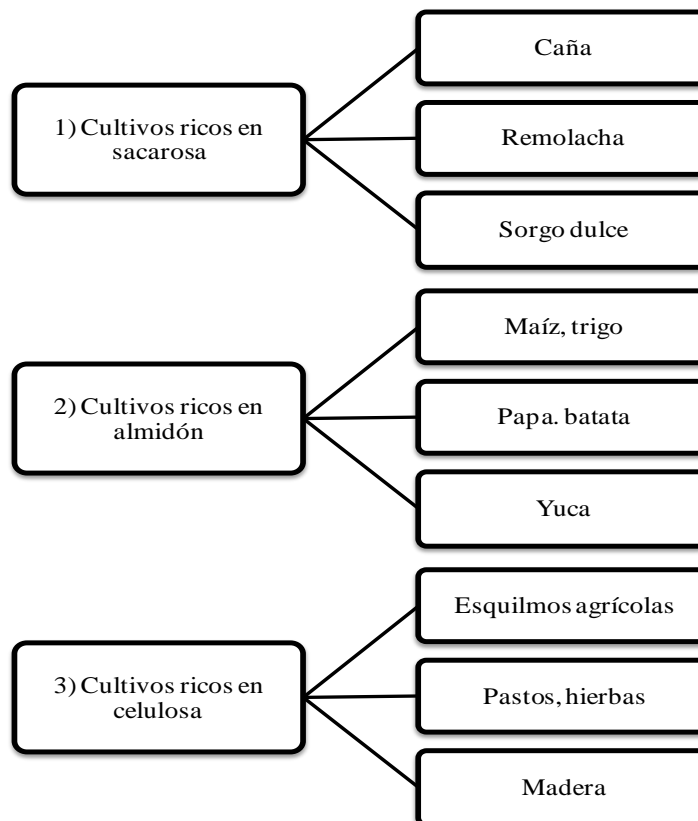 1) Cultivos ricos en
sacarosa
Caña
Remolacha
Sorgo dulce
2) Cultivos ricos en
almidón
Maíz, trigo
Papa. batata
Yuca
3) Cultivos ricos en
celulosa
Esquilmos agrícolas
Pastos, hierbas
Madera